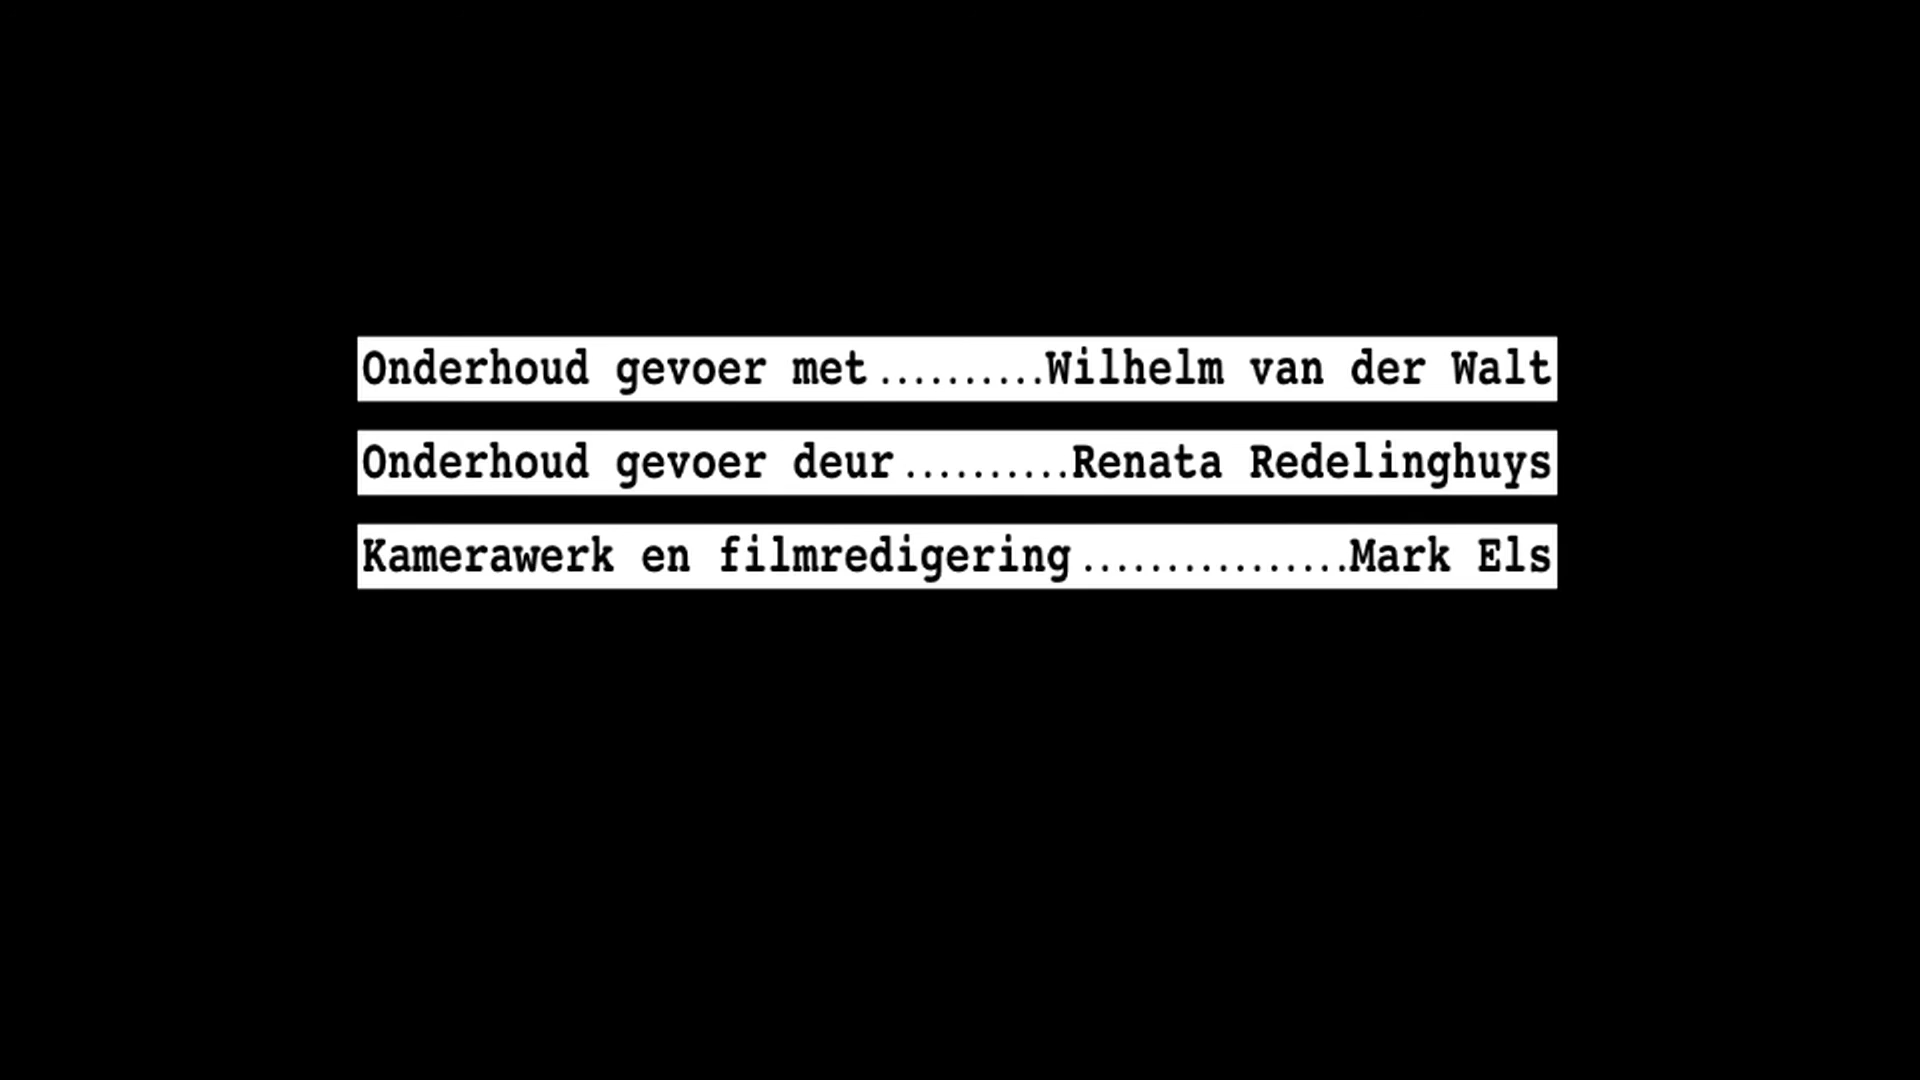 Onderhoud gevoer met..........Wilhelm van der Walt
Onderhoud gevoer deur..........Renata Redelinghuys
Kamerawerk en filmredigering................Mark Els